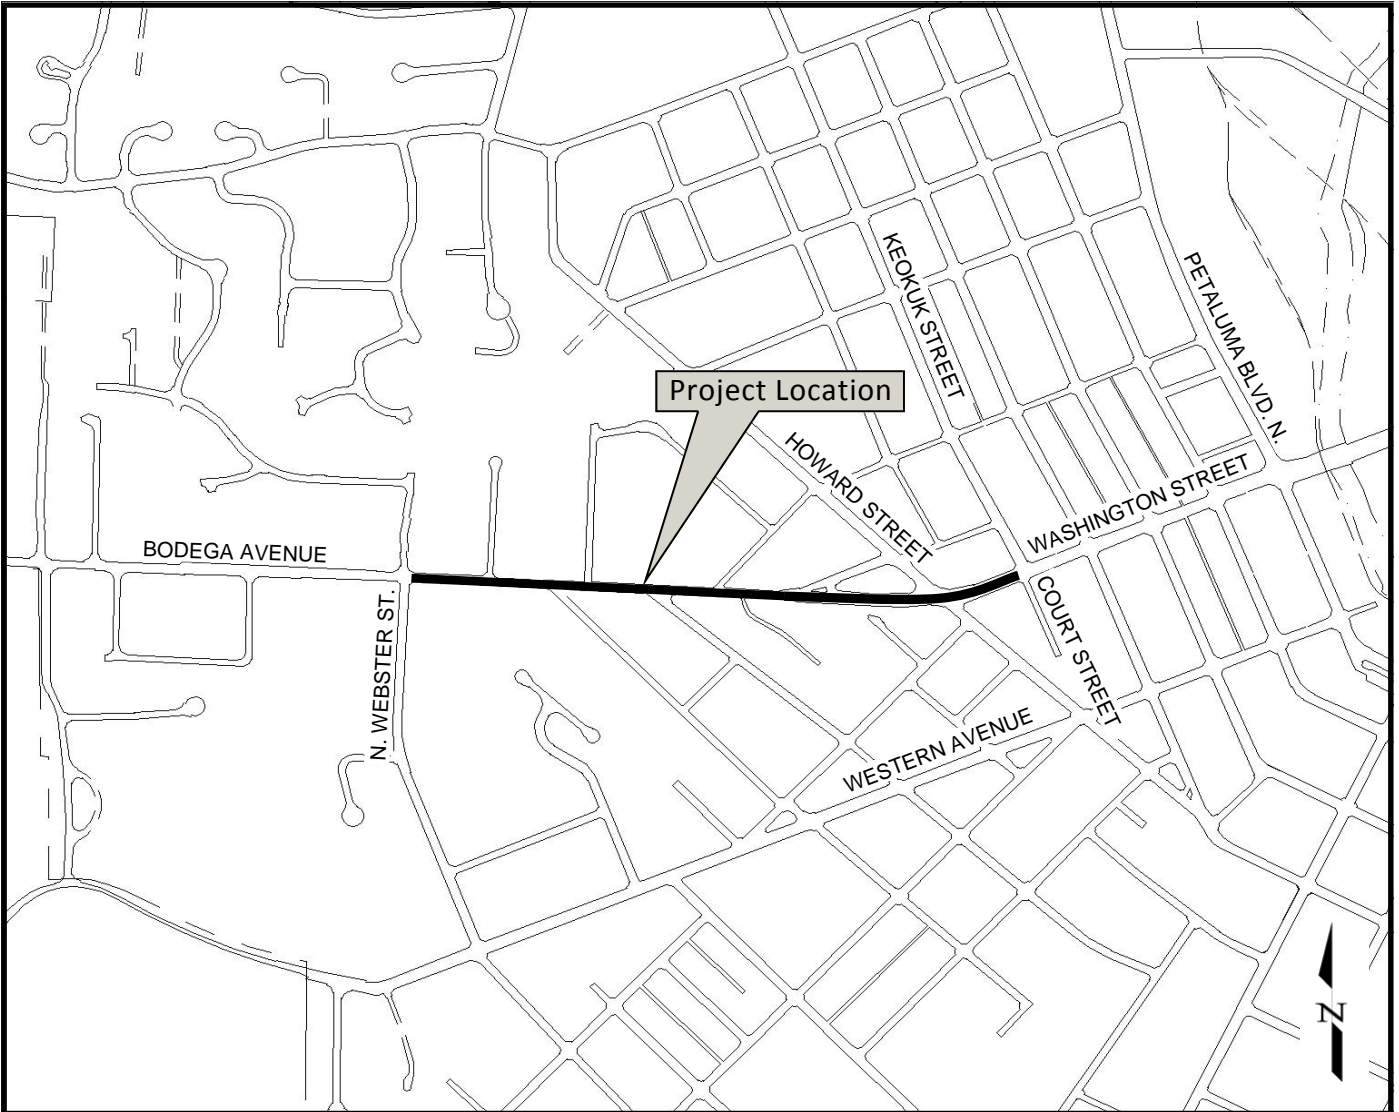 KEOKUK STREET
PETALUMA BLVD. N.
Project Location
HOWARD STREET
WASHINGTON STREET
BODEGA AVENUE
N. WEBSTER ST.
COURT STREET
WESTERN AVENUE
N